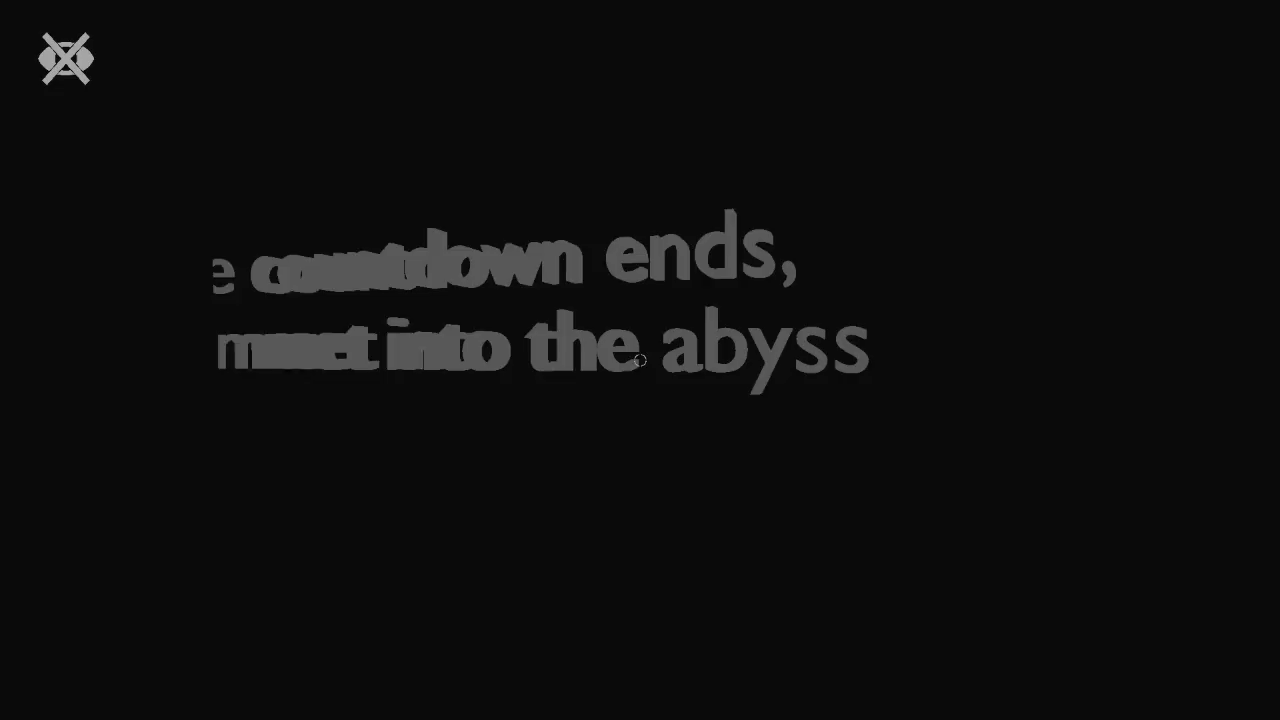 countdown ends,
into the abyss